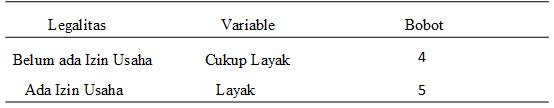 Legalitas Variable Bobot
Belum ada Izin Usaha Cukup Layak 4
Ada Izin Usaha Layak 5